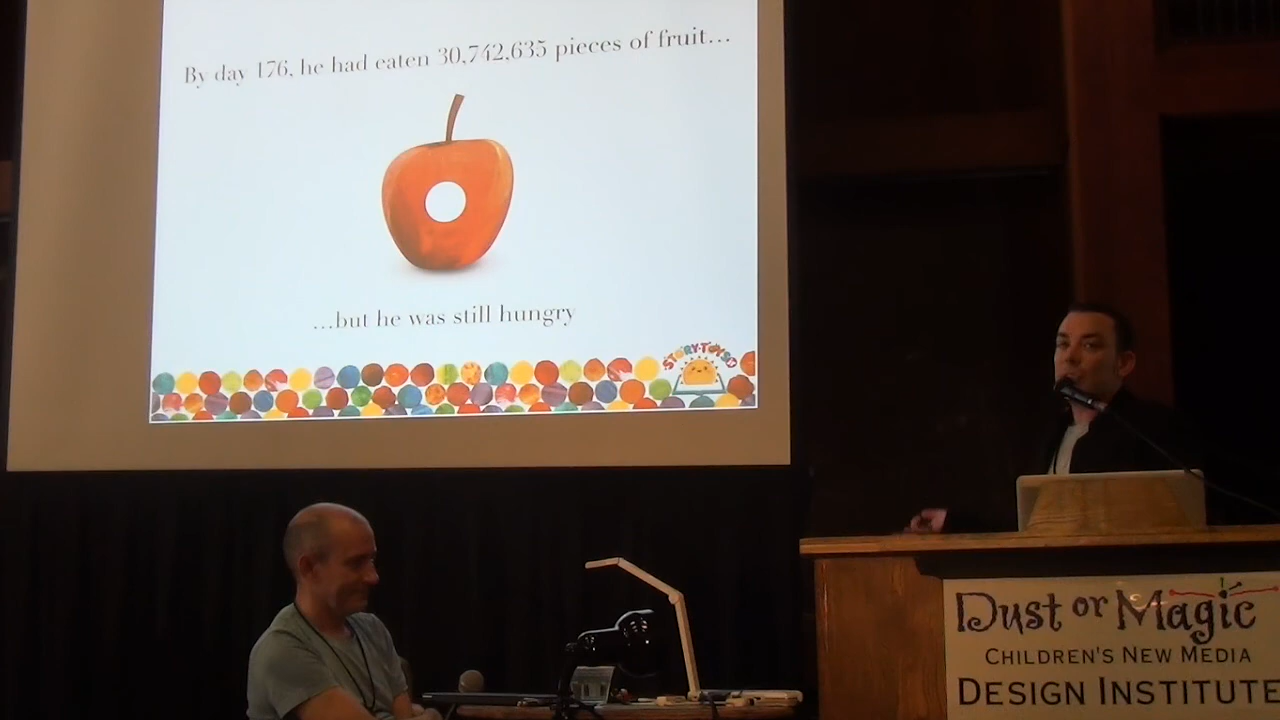 By day 176, he had eaten 30,742,635 pieces of fruit...
...but he was still hungry
STORYTOYS
Dust or Magic
CHILDREN'S NEW MEDIA
DESIGN INSTITUTE